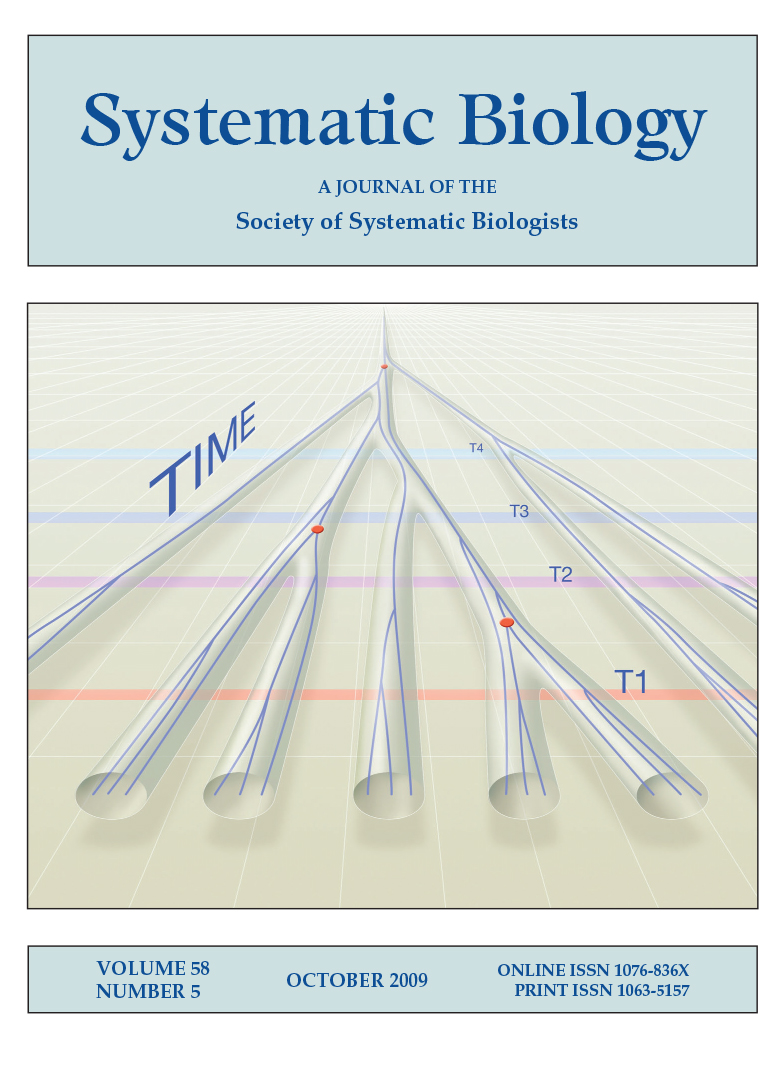 Systematic Biology
A JOURNAL OF THE
Society of Systematic Biologists
TIME
T4
T3
T2
T1
VOLUME 58
NUMBER 5
OCTOBER 2009
ONLINE ISSN 1076-836X
PRINT ISSN 1063-5157